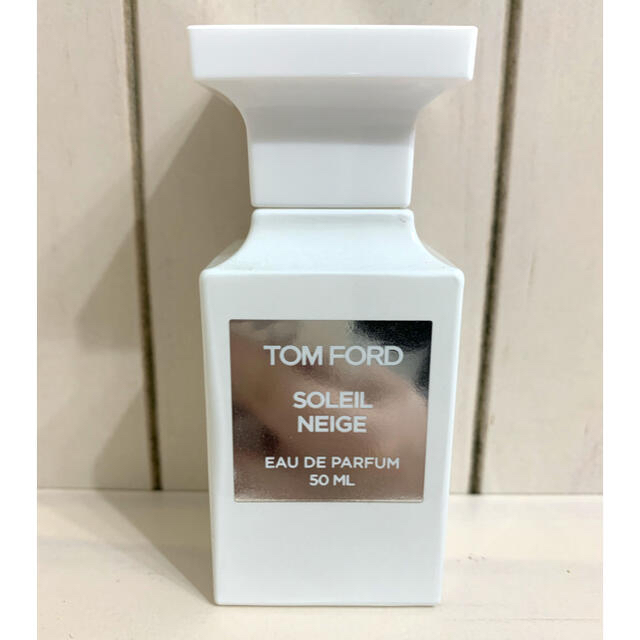 TOM FORD
SOLEIL
NEIGE
EAU DE PARFUM
50 ML